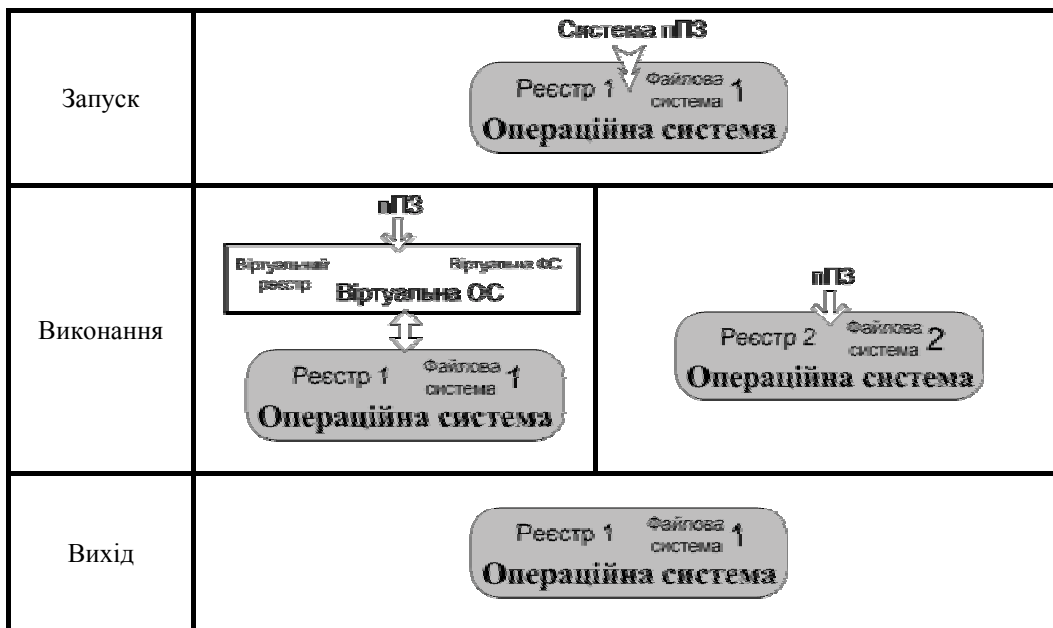 Запуск
Система пПЗ
Реєстр 1 Файлова система 1
Операційна система
Виконання
пПЗ
Віртуальний реєстр
Віртуальна ФС
Віртуальна ОС
Реєстр 1 Файлова система 1
Операційна система
пПЗ
Реєстр 2 Файлова система 2
Операційна система
Вихід
Реєстр 1 Файлова система 1
Операційна система